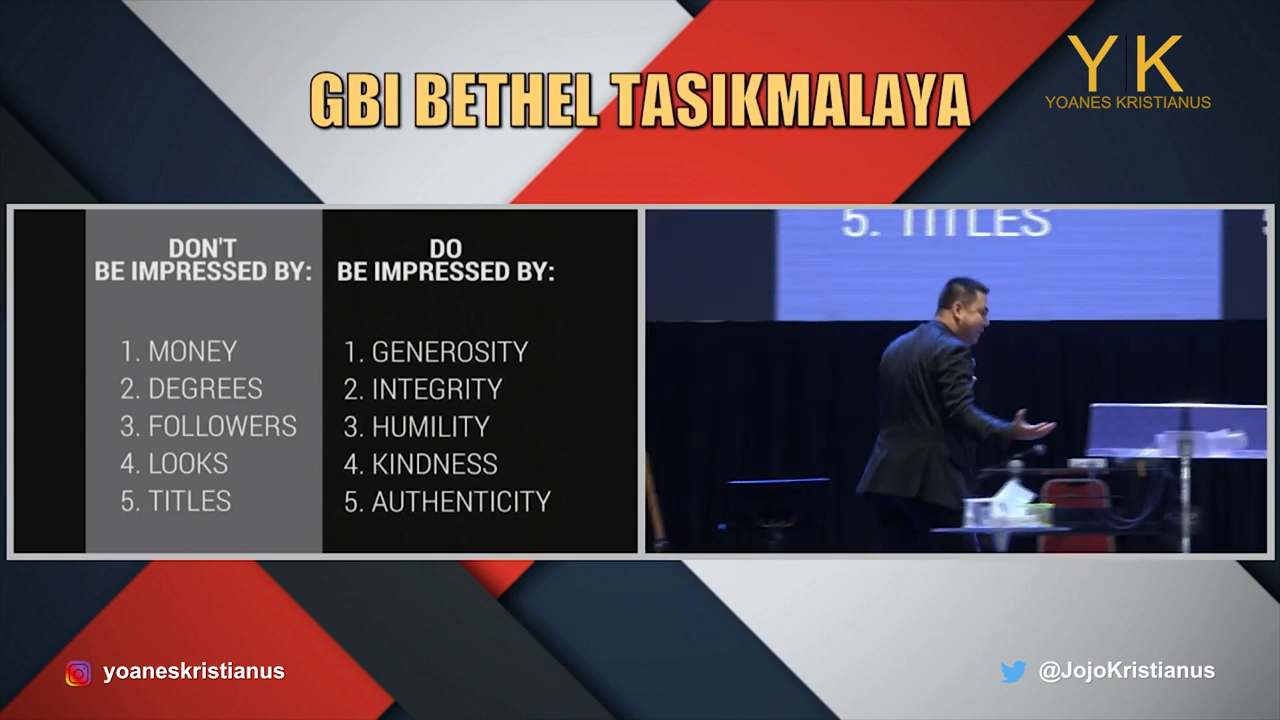 GBI BETHEL TASIKMALAYA
Y|K
YOANES KRISTIANUS
DON'T
BE IMPRESSED BY:
1. MONEY
2. DEGREES
3. FOLLOWERS
4. LOOKS
5. TITLES
DO
BE IMPRESSED BY:
1. GENEROSITY
2. INTEGRITY
3. HUMILITY
4. KINDNESS
5. AUTHENTICITY
5. TITLES
yoaneskristianus
@JojoKristianus